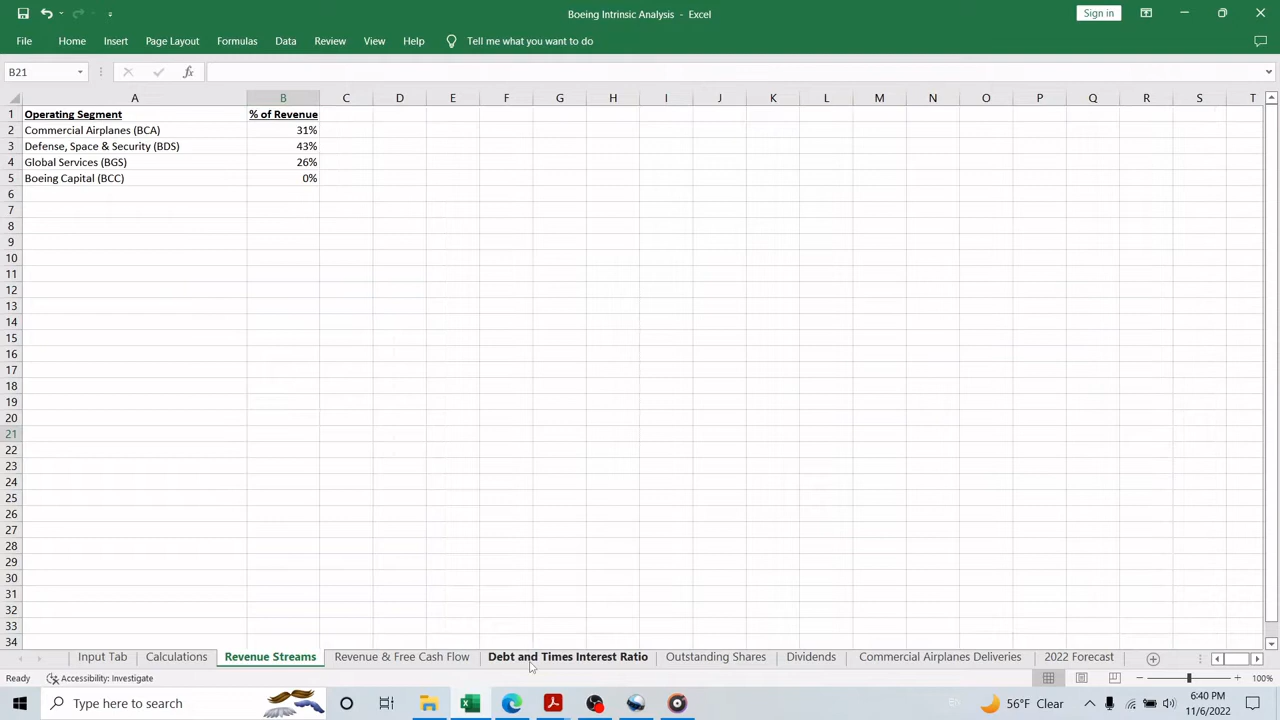 Boeing Intrinsic Analysis - Excel
Sign in
File Home Insert Page Layout Formulas Data Review View Help Tell me what you want to do
B21 fx
A B C D E F G H I J K L M N O P Q R S T
1 Operating Segment % of Revenue
2 Commercial Airplanes (BCA) 31%
3 Defense, Space & Security (BDS) 43%
4 Global Services (BGS) 26%
5 Boeing Capital (BCC) 0%
6
7
8
9
10
11
12
13
14
15
16
17
18
19
20
21
22
23
24
25
26
27
28
29
30
31
32
33
34
Input Tab Calculations Revenue Streams Revenue & Free Cash Flow Debt and Times Interest Ratio Outstanding Shares Dividends Commercial Airplanes Deliveries 2022 Forecast
Ready Accessibility: Investigate 100%
Type here to search 56°F Clear 6:40 PM
11/6/2022